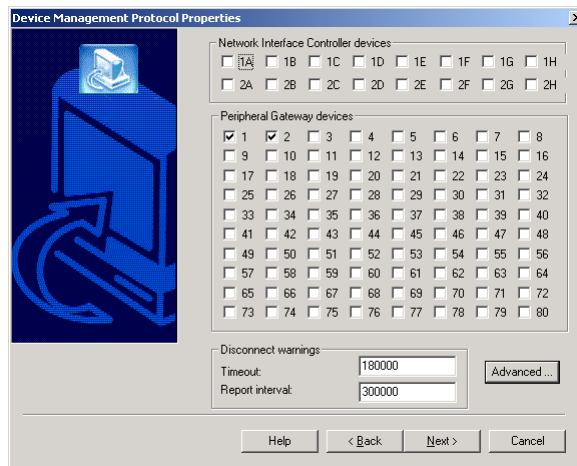 Device Management Protocol Properties
Network Interface Controller devices
1A 1B 1C 1D 1E 1F 1G 1H
2A 2B 2C 2D 2E 2F 2G 2H
Peripheral Gateway devices
1 2 3 4 5 6 7 8
9 10 11 12 13 14 15 16
17 18 19 20 21 22 23 24
25 26 27 28 29 30 31 32
33 34 35 36 37 38 39 40
41 42 43 44 45 46 47 48
49 50 51 52 53 54 55 56
57 58 59 60 61 62 63 64
65 66 67 68 69 70 71 72
73 74 75 76 77 78 79 80
Disconnect warnings
Timeout: 180000
Advanced ...
Report interval: 300000
Help < Back Next > Cancel